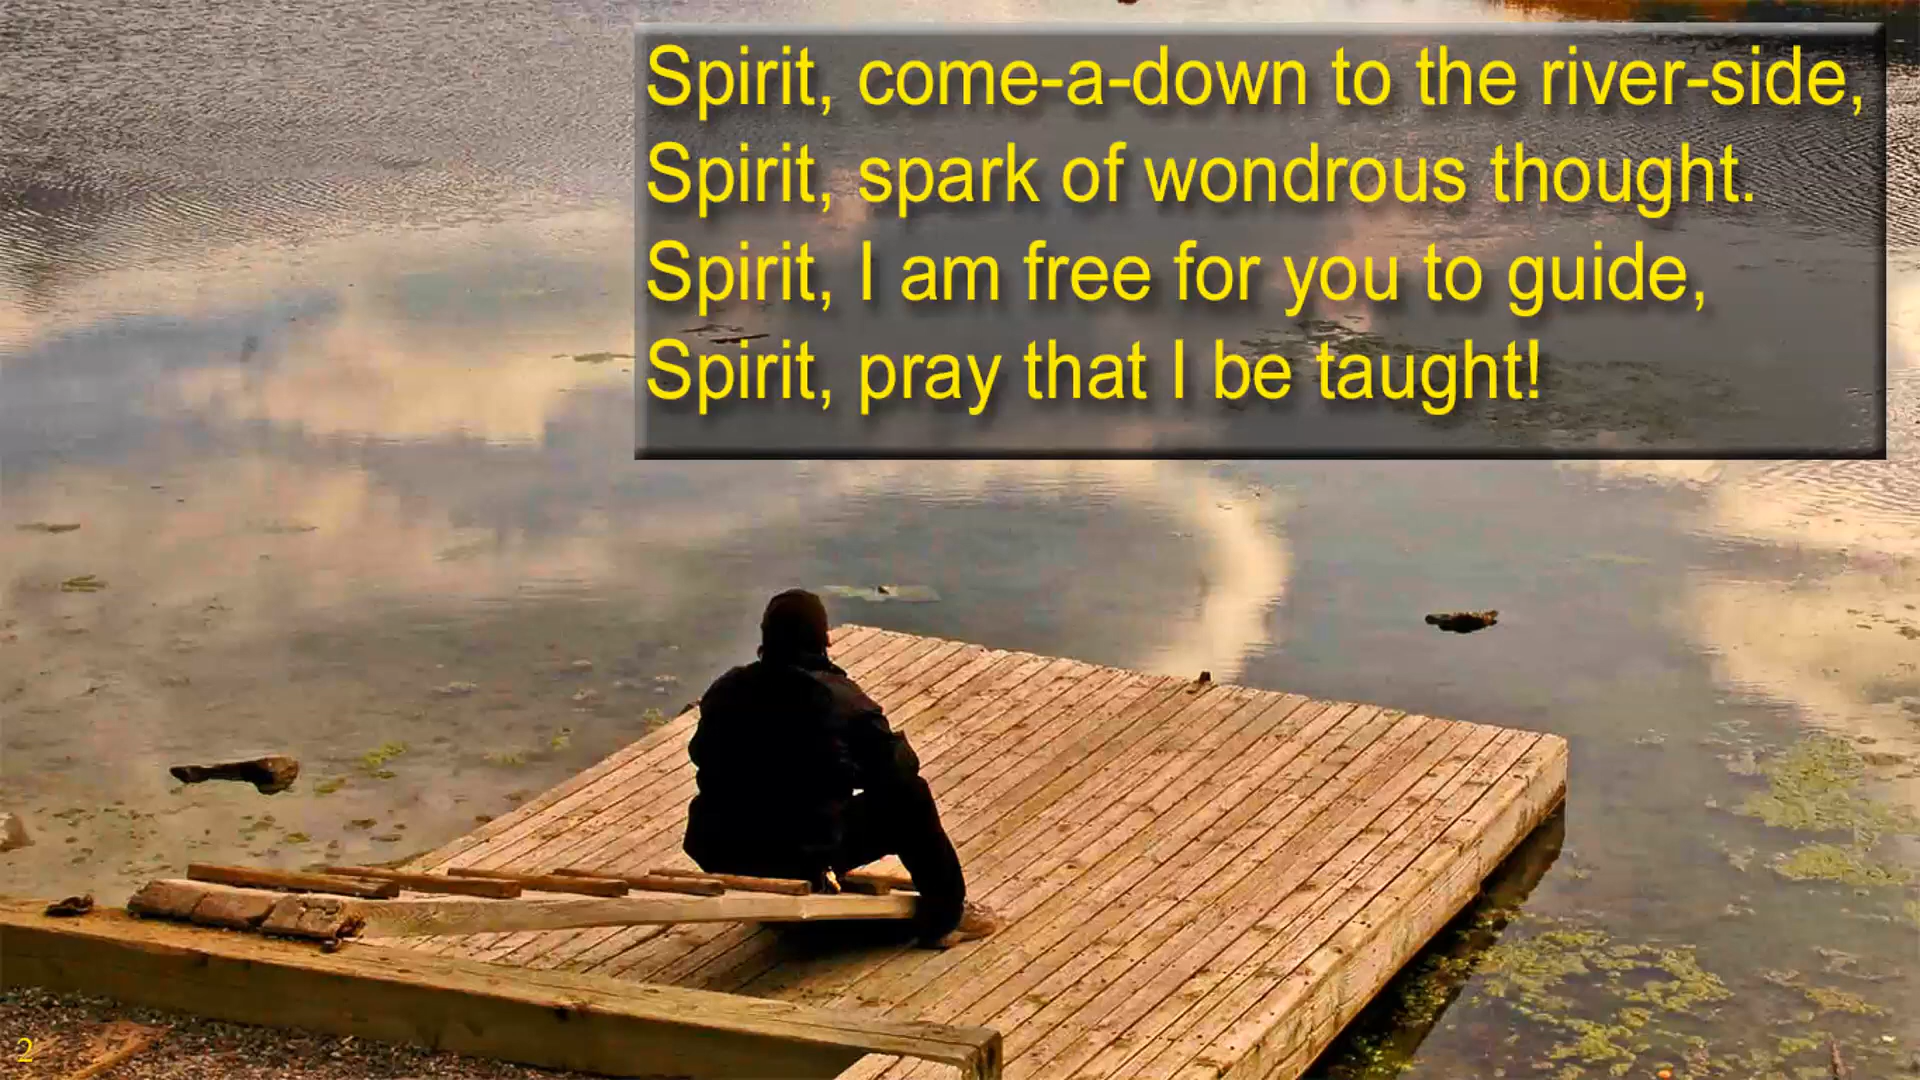 Spirit, come-a-down to the river-side,
Spirit, spark of wondrous thought.
Spirit, I am free for you to guide,
Spirit, pray that I be taught!
2